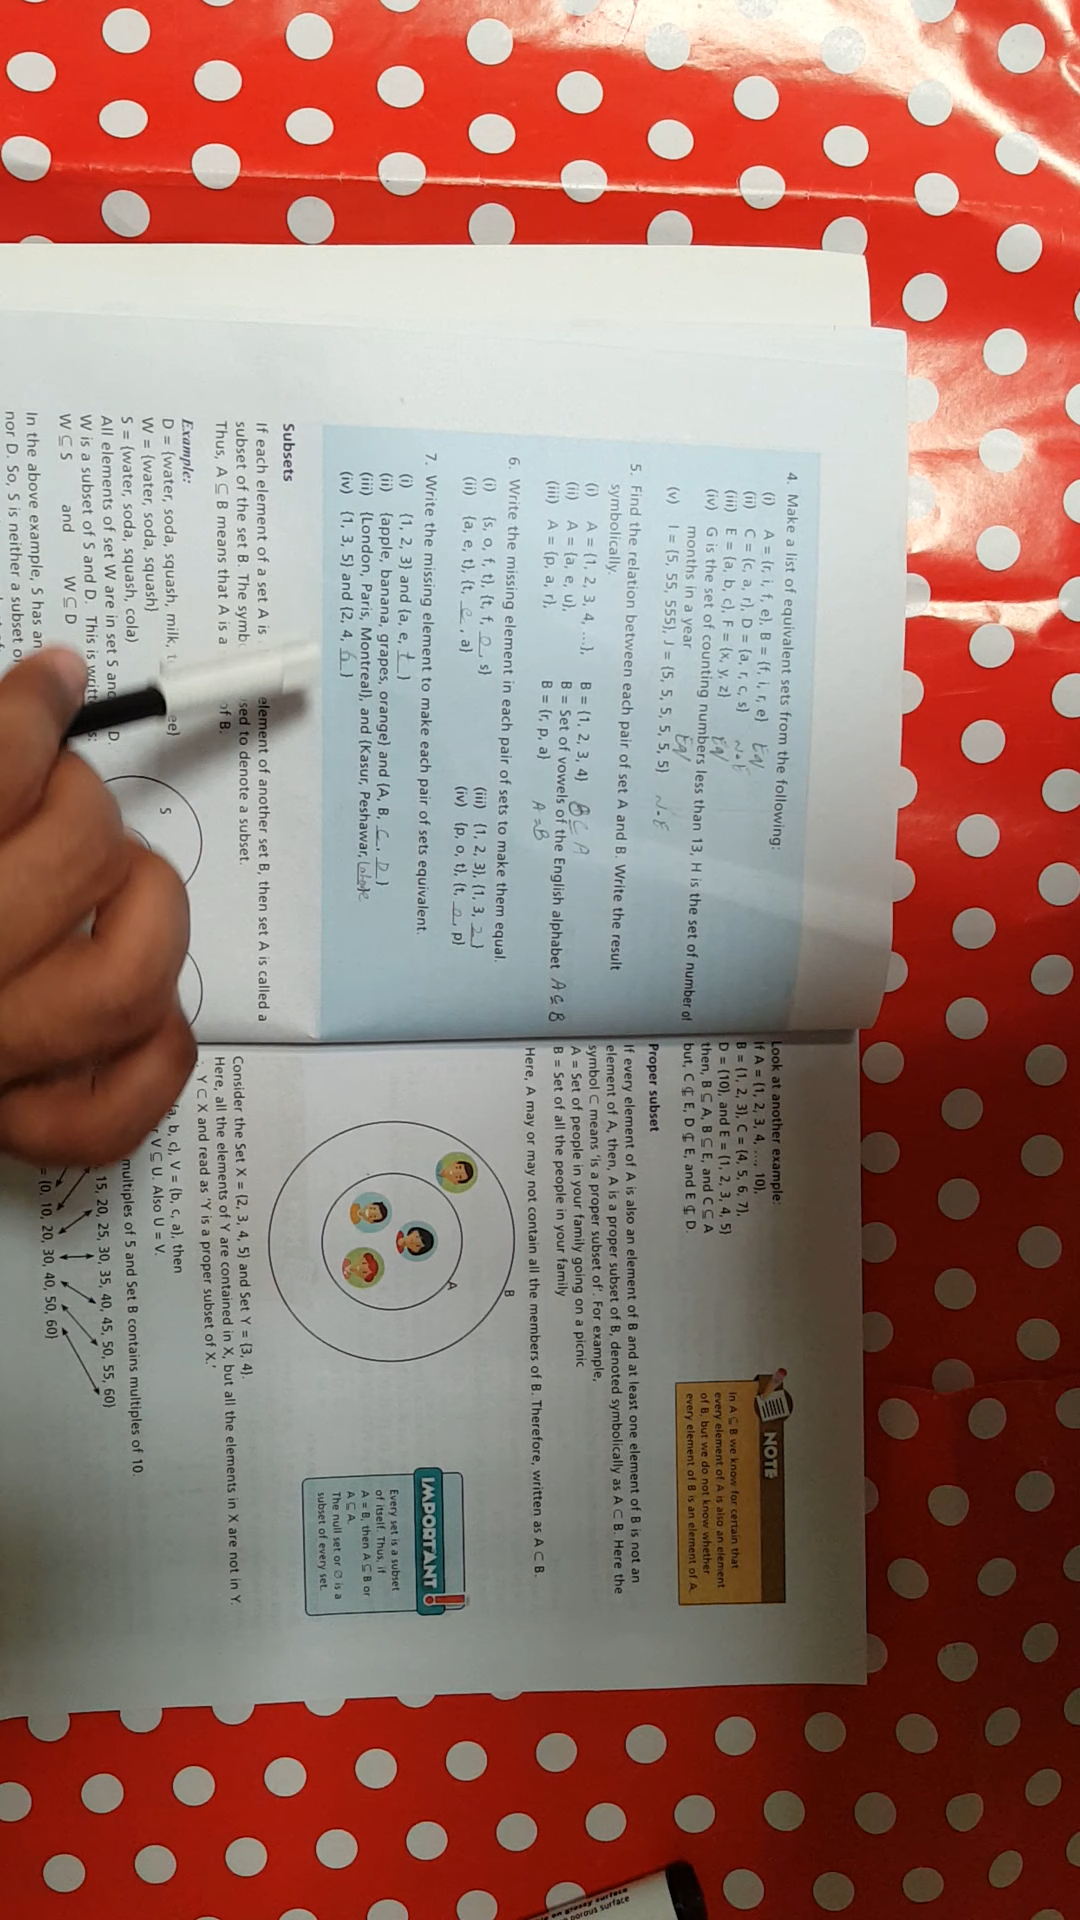 4. Make a list of equivalent sets from the following:
(i) A = {r, i, f, e}, B = {f, i, r, e} Eq
(ii) C = {c, a, r}, D = {a, r, c, s} N.E
(iii) E = {a, b, c}, F = {x, y, z} Eq
(iv) G is the set of counting numbers less than 13, H is the set of number of
months in a year Eq
(v) I = {5, 55, 555}, J = {5, 5, 5, 5, 5, 5} N.E
5. Find the relation between each pair of set A and B. Write the result
symbolically.
(i) A = {1, 2, 3, 4, ...}, B = {1, 2, 3, 4} B ⊆ A
(ii) A = {a, e, u}, B = Set of vowels of the English alphabet A ⊆ B
(iii) A = {p, a, r}, B = {r, p, a} A = B
6. Write the missing element in each pair of sets to make them equal.
(i) {s, o, f, t} {t, f, o, s}
(ii) {a, e, t}, {t, e, a}
(iii) {1, 2, 3}, {1, 3, 2}
(iv) {p, o, t}, {t, o, p}
7. Write the missing element to make each pair of sets equivalent.
(i) {1, 2, 3} and {a, e, t}
(ii) {apple, banana, grapes, orange} and {A, B, C, D}
(iii) {London, Paris, Montreal}, and {Kasur, Peshawar, Lahore
(iv) {1, 3, 5} and {2, 4, 6}
Subsets
If each element of a set A is element of another set B, then set A is called a
subset of the set B. The symb sed to denote a subset.
Thus, A ⊆ B means that A is a of B.
Example:
D = {water, soda, squash, milk, t ee}
W = {water, soda, squash}
S = {water, soda, squash, cola}
All elements of set W are in set S and D.
W is a subset of S and D. This is writt s:
W ⊆ S and W ⊆ D
In the above example, S has an
nor D. So, S is neither a subset o
S
Look at another example:
If A = {1, 2, 3, 4, ..., 10},
B = {1, 2, 3}, C = {4, 5, 6, 7},
D = {10}, and E = {1, 2, 3, 4, 5}
then, B ⊆ A, B ⊆ E, and C ⊆ A
but, C ⊈ E, D ⊈ E, and E ⊈ D.
NOTE
In A ⊆ B we know for certain that
every element of A is also an element
of B, but we do not know whether
every element of B is an element of A.
Proper subset
If every element of A is also an element of B and at least one element of B is not an
element of A, then, A is a proper subset of B, denoted symbolically as A ⊂ B. Here the
symbol ⊂ means 'is a proper subset of'. For example,
A = Set of people in your family going on a picnic
B = Set of all the people in your family
Here, A may or may not contain all the members of B. Therefore, written as A ⊂ B.
B
A
IMPORTANT !
Every set is a subset
of itself. Thus, if
A = B, then A ⊆ B or
A ⊆ A.
The null set or ∅ is a
subset of every set.
Consider the Set X = {2, 3, 4, 5} and Set Y = {3, 4}.
Here, all the elements of Y are contained in X, but all the elements in X are not in Y.
. Y ⊂ X and read as 'Y is a proper subset of X.'
a, b, c}, V = {b, c, a}, then
r V ⊆ U. Also U = V.
multiples of 5 and Set B contains multiples of 10.
15, 20, 25, 30, 35, 40, 45, 50, 55, 60}
= {0, 10, 20, 30, 40, 50, 60}
on glassy surface
porous surface